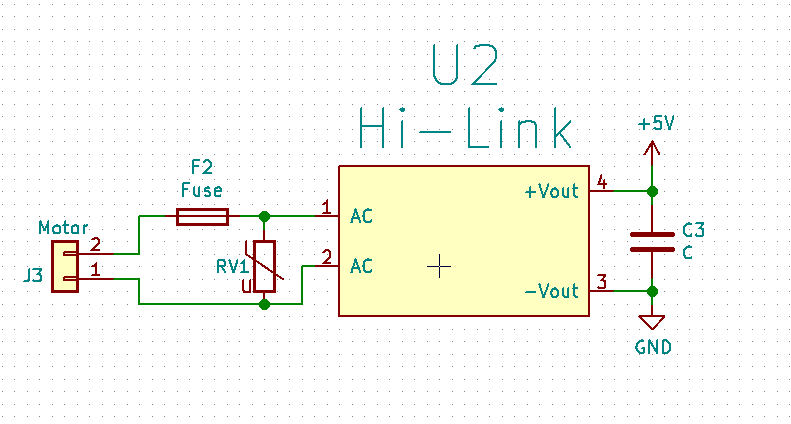 U2
Hi-Link
+5V
F2
Fuse
1
AC
+Vout
4
Motor
2
1
J3
RV1
U
2
AC
C3
C
-Vout
3
GND